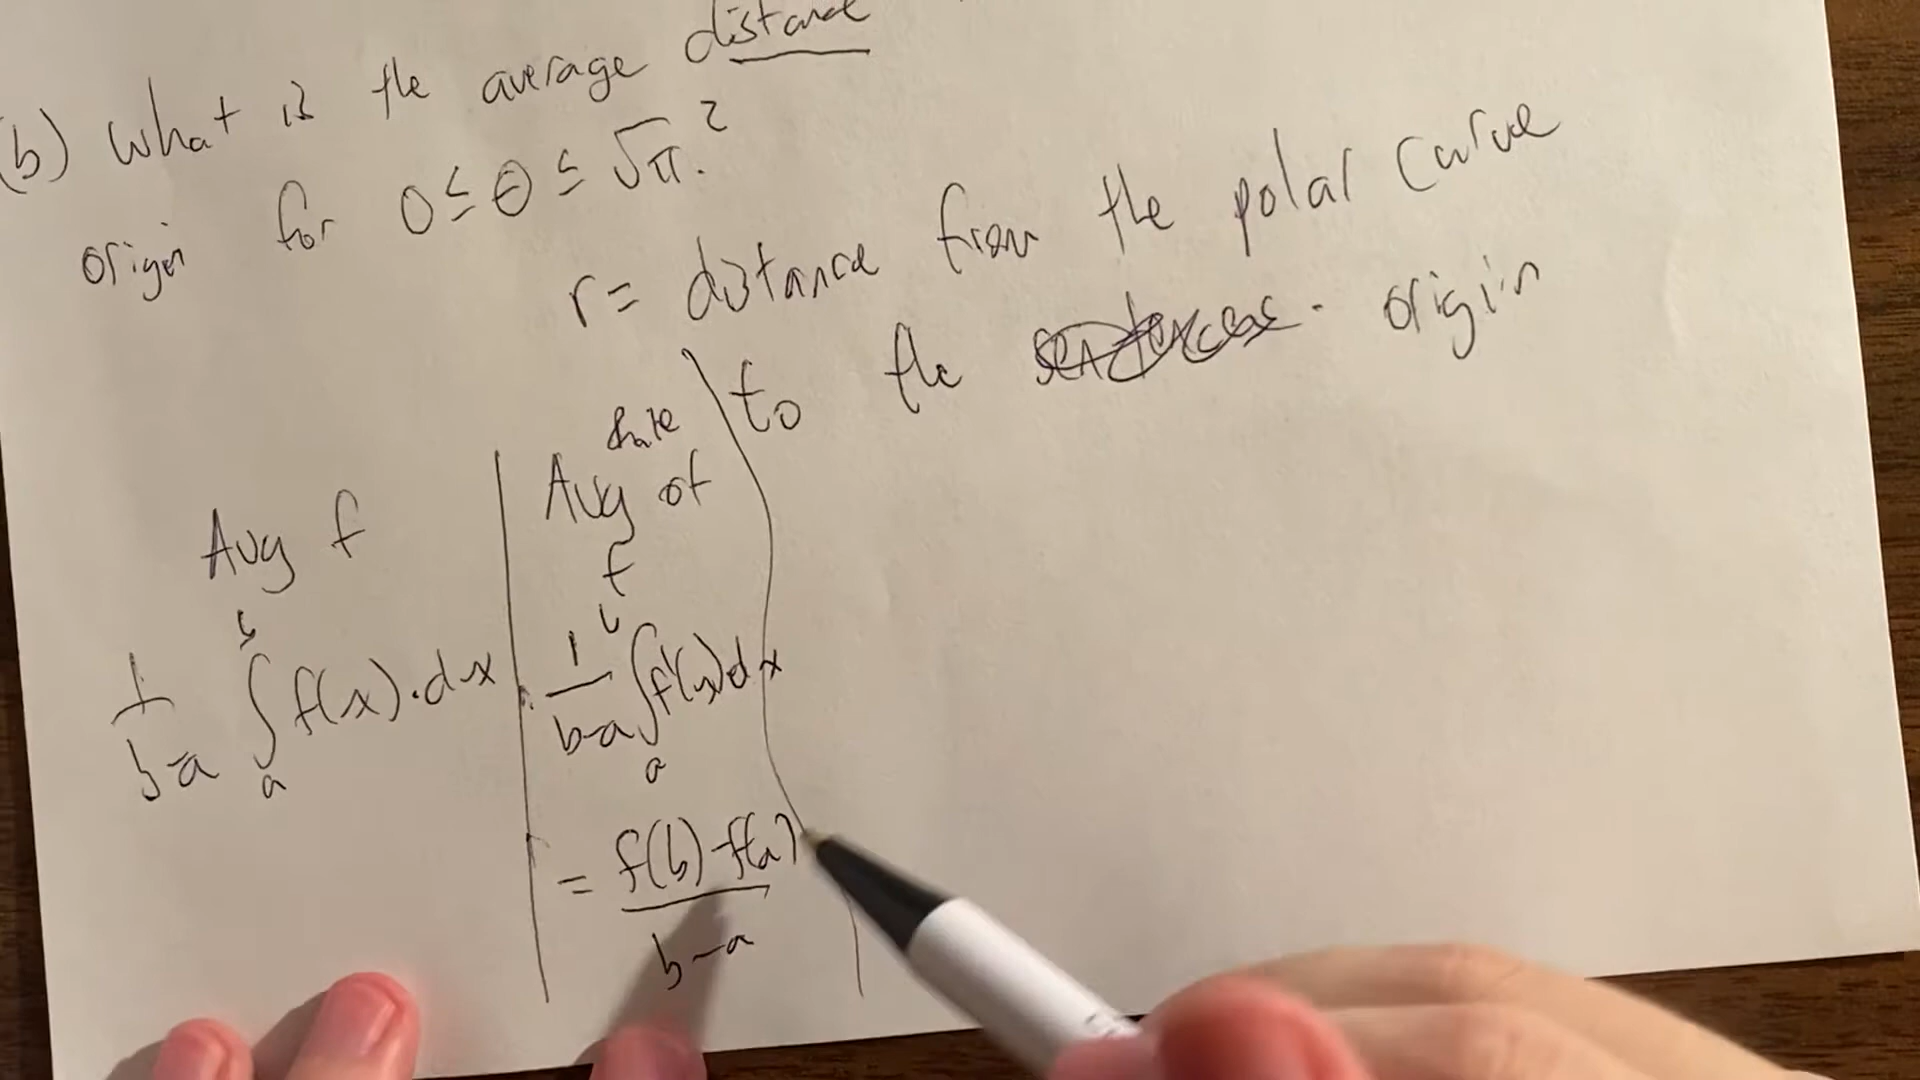 (b) what is the average distance
origin for 0 ≤ θ ≤ √π.?
r = distance from the polar curve
to the origin
Avg f
1/(b-a) ∫_a^b f(x)·dx
rate
Avg of
f
1/(b-a) ∫_a^b f'(x)dx
= (f(b)-f(a))/(b-a)